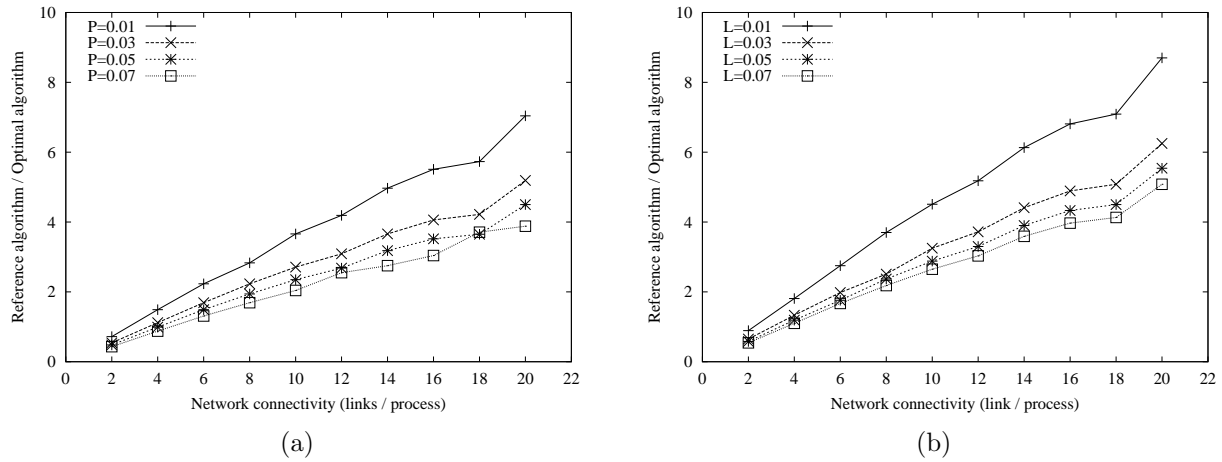 Reference algorithm / Optimal algorithm
10
8
6
4
2
0
P=0.01
P=0.03
P=0.05
P=0.07
0 2 4 6 8 10 12 14 16 18 20 22
Network connectivity (links / process)
(a)
Reference algorithm / Optimal algorithm
10
8
6
4
2
0
L=0.01
L=0.03
L=0.05
L=0.07
0 2 4 6 8 10 12 14 16 18 20 22
Network connectivity (link / process)
(b)